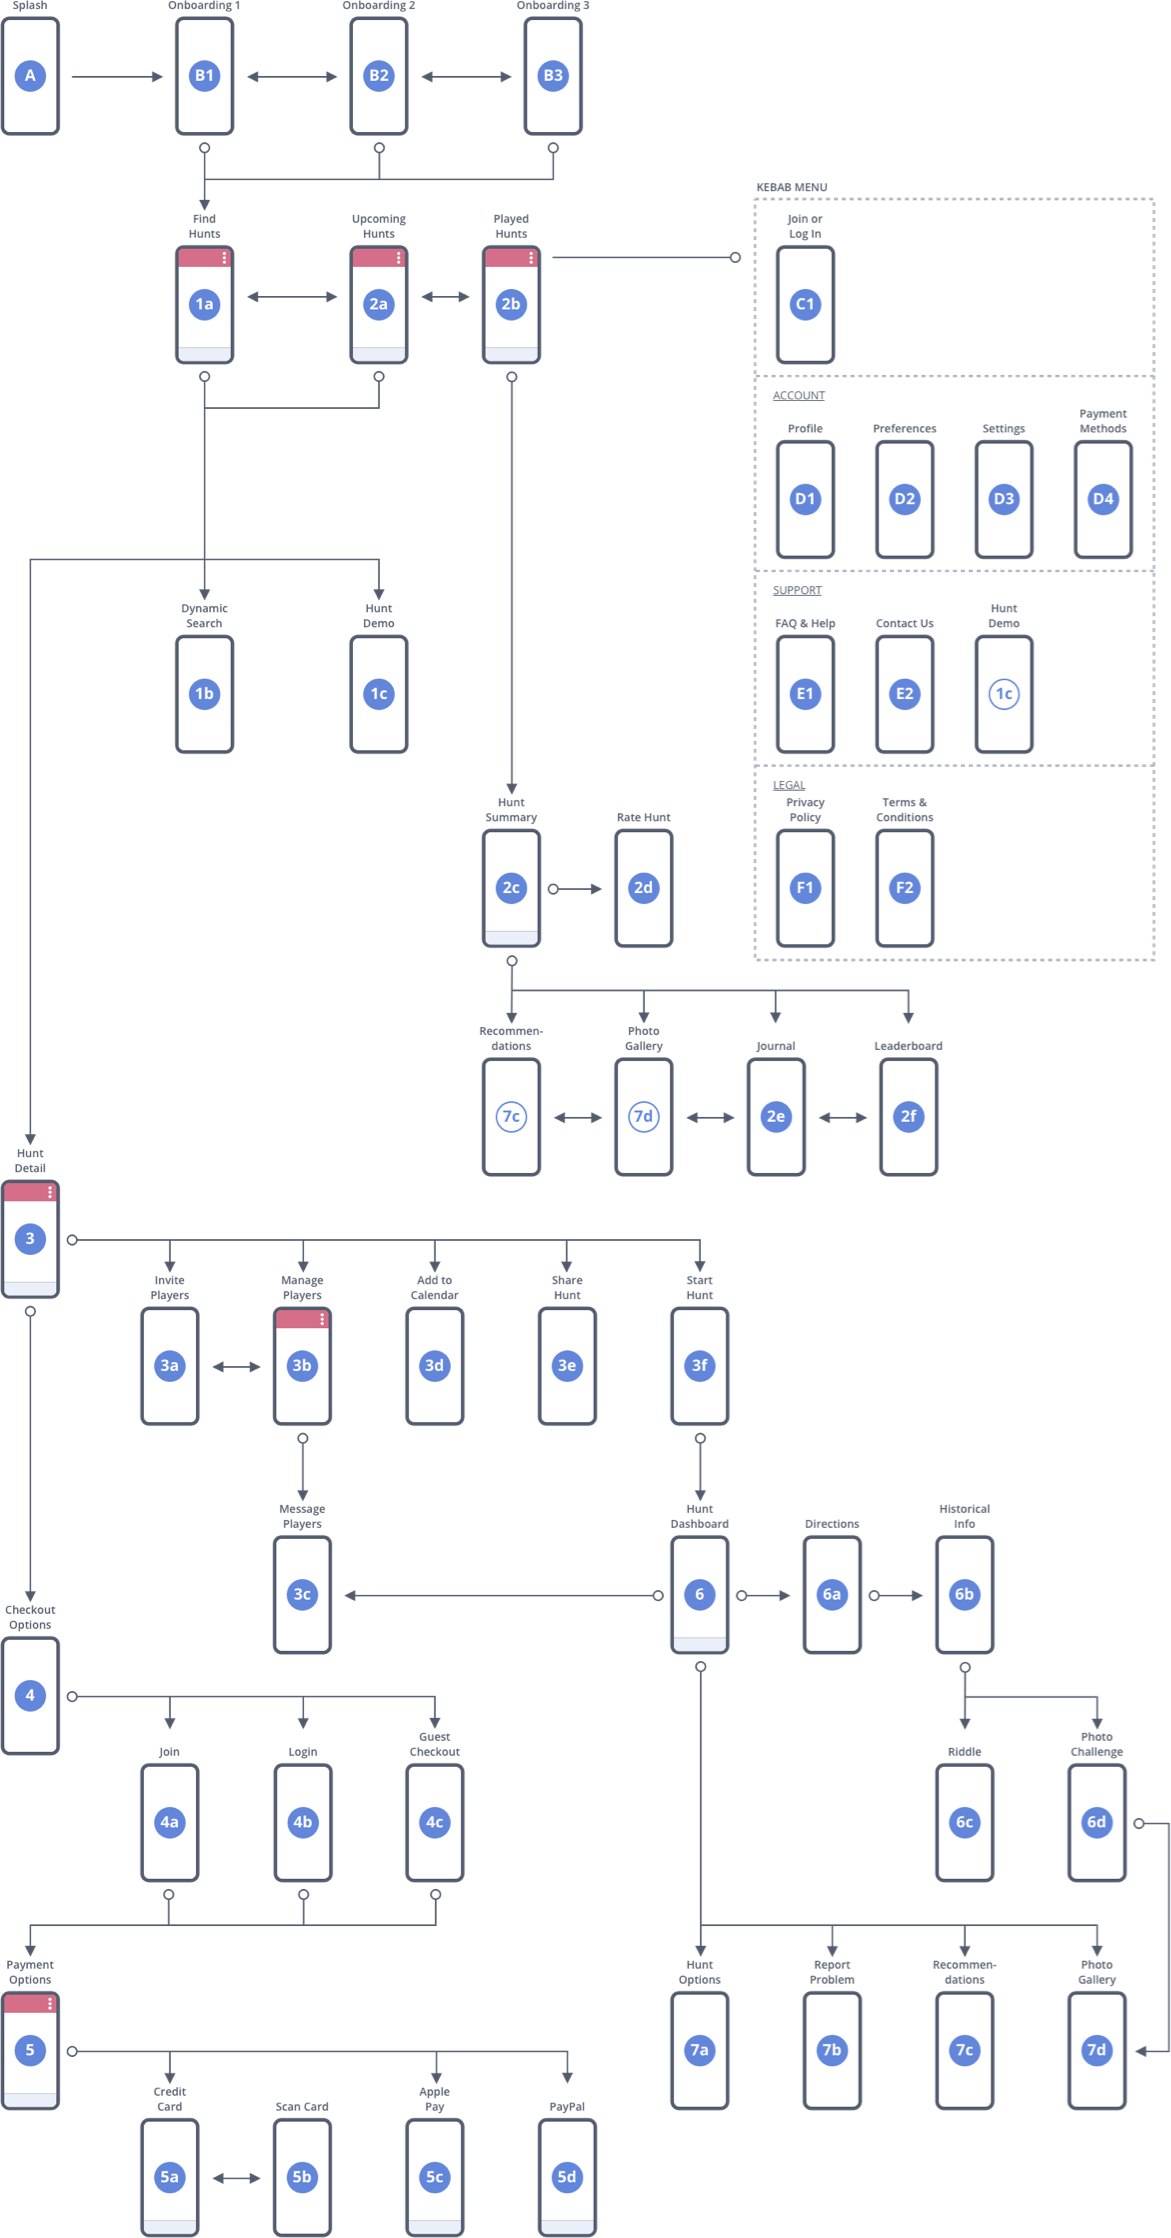 Splash
Onboarding 1
Onboarding 2
Onboarding 3
A
B1
B2
B3
KEBAB MENU
Find
Hunts
Upcoming
Hunts
Played
Hunts
Join or
Log In
1a
2a
2b
C1
ACCOUNT
Profile
Preferences
Settings
Payment
Methods
D1
D2
D3
D4
SUPPORT
Dynamic
Search
Hunt
Demo
FAQ & Help
Contact Us
Hunt
Demo
1b
1c
E1
E2
1c
LEGAL
Hunt
Summary
Rate Hunt
Privacy
Policy
Terms &
Conditions
2c
2d
F1
F2
Recommen-
dations
Photo
Gallery
Journal
Leaderboard
7c
7d
2e
2f
Hunt
Detail
3
Invite
Players
Manage
Players
Add to
Calendar
Share
Hunt
Start
Hunt
3a
3b
3d
3e
3f
Message
Players
Hunt
Dashboard
Directions
Historical
Info
3c
6
6a
6b
Checkout
Options
4
Join
Login
Guest
Checkout
Riddle
Photo
Challenge
4a
4b
4c
6c
6d
Payment
Options
Hunt
Options
Report
Problem
Recommen-
dations
Photo
Gallery
5
7a
7b
7c
7d
Credit
Card
Scan Card
Apple
Pay
PayPal
5a
5b
5c
5d